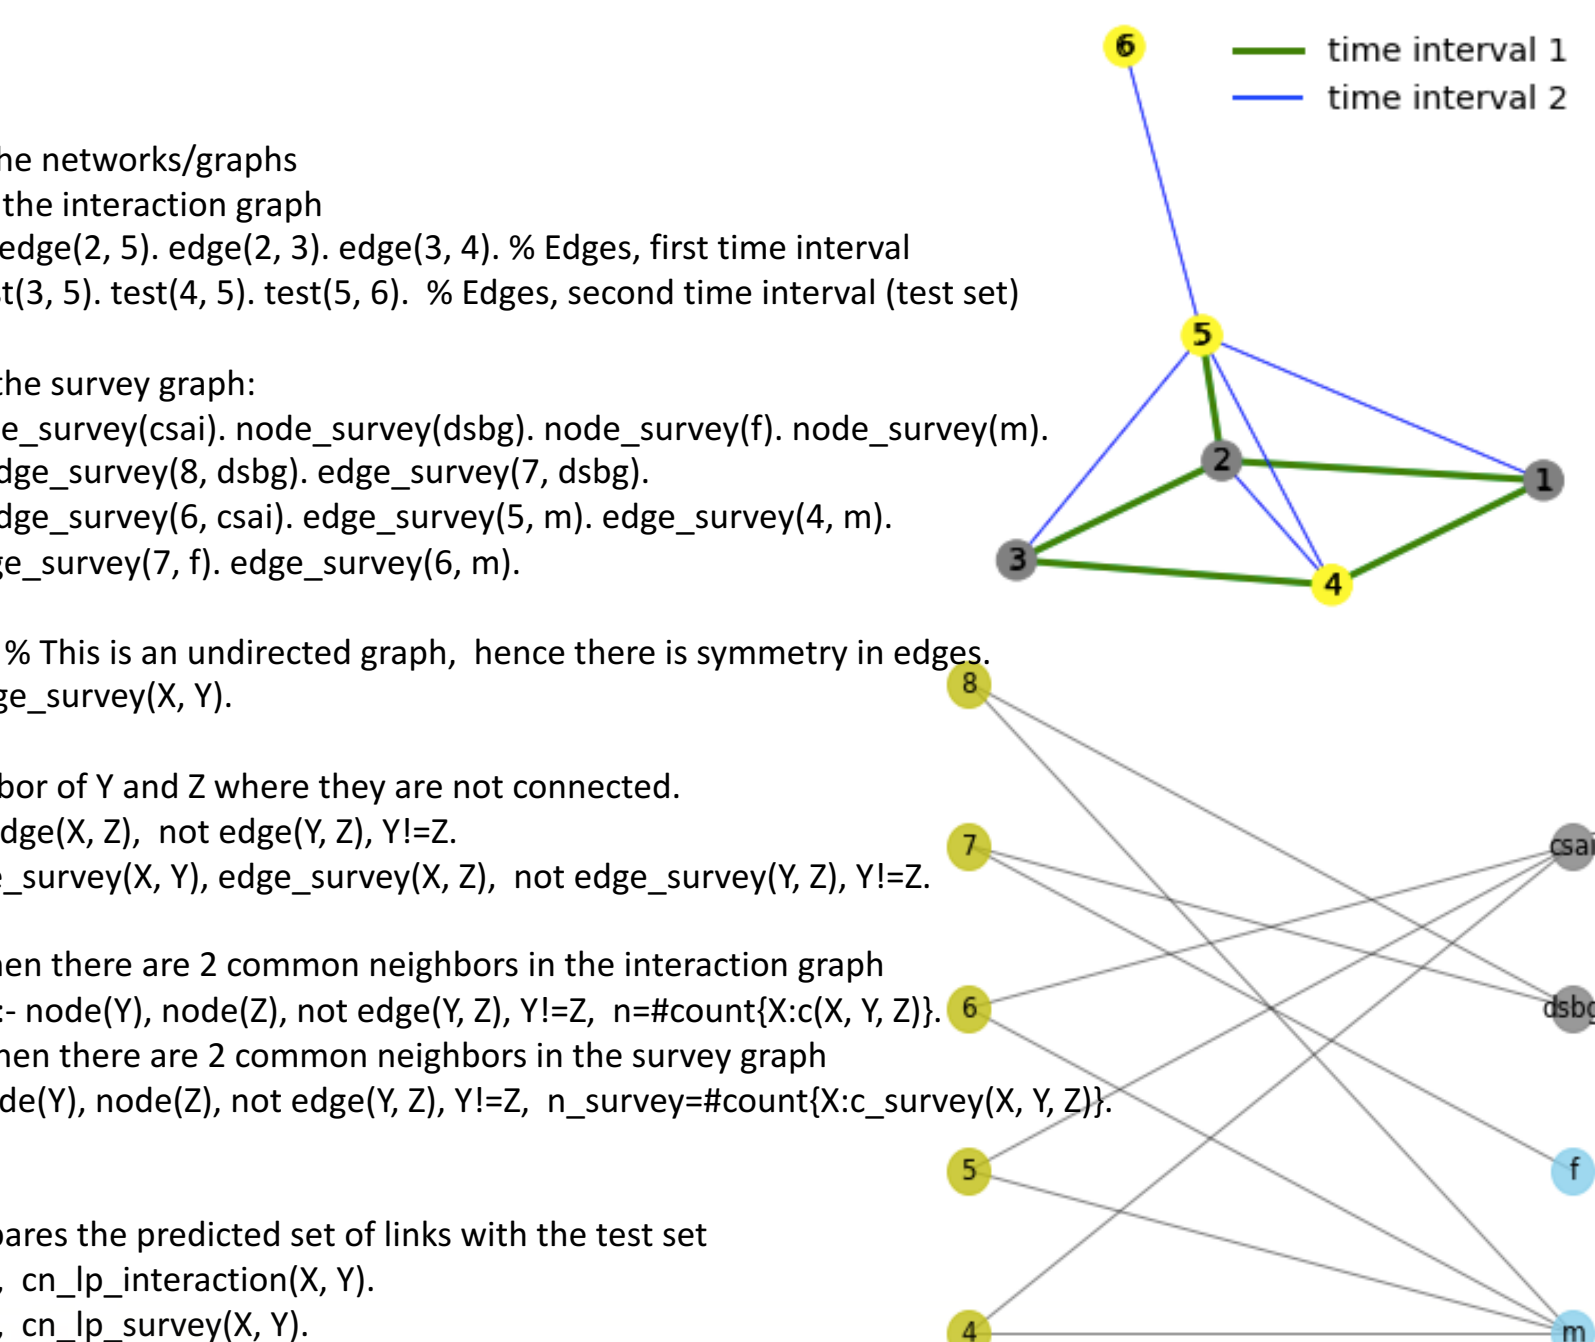 6
time interval 1
time interval 2
he networks/graphs
the interaction graph
edge(2, 5). edge(2, 3). edge(3, 4). % Edges, first time interval
t(3, 5). test(4, 5). test(5, 6). % Edges, second time interval (test set)
5
the survey graph:
e_survey(csai). node_survey(dsbg). node_survey(f). node_survey(m).
dge_survey(8, dsbg). edge_survey(7, dsbg).
2
1
dge_survey(6, csai). edge_survey(5, m). edge_survey(4, m).
ge_survey(7, f). edge_survey(6, m).
3
4
% This is an undirected graph, hence there is symmetry in edges.
ge_survey(X, Y).
8
bor of Y and Z where they are not connected.
dge(X, Z), not edge(Y, Z), Y!=Z.
e_survey(X, Y), edge_survey(X, Z), not edge_survey(Y, Z), Y!=Z.
7
csai
hen there are 2 common neighbors in the interaction graph
:- node(Y), node(Z), not edge(Y, Z), Y!=Z, n=#count{X:c(X, Y, Z)}.
6
dsbg
hen there are 2 common neighbors in the survey graph
de(Y), node(Z), not edge(Y, Z), Y!=Z, n_survey=#count{X:c_survey(X, Y, Z)}.
5
f
pares the predicted set of links with the test set
, cn_lp_interaction(X, Y).
, cn_lp_survey(X, Y).
4
m